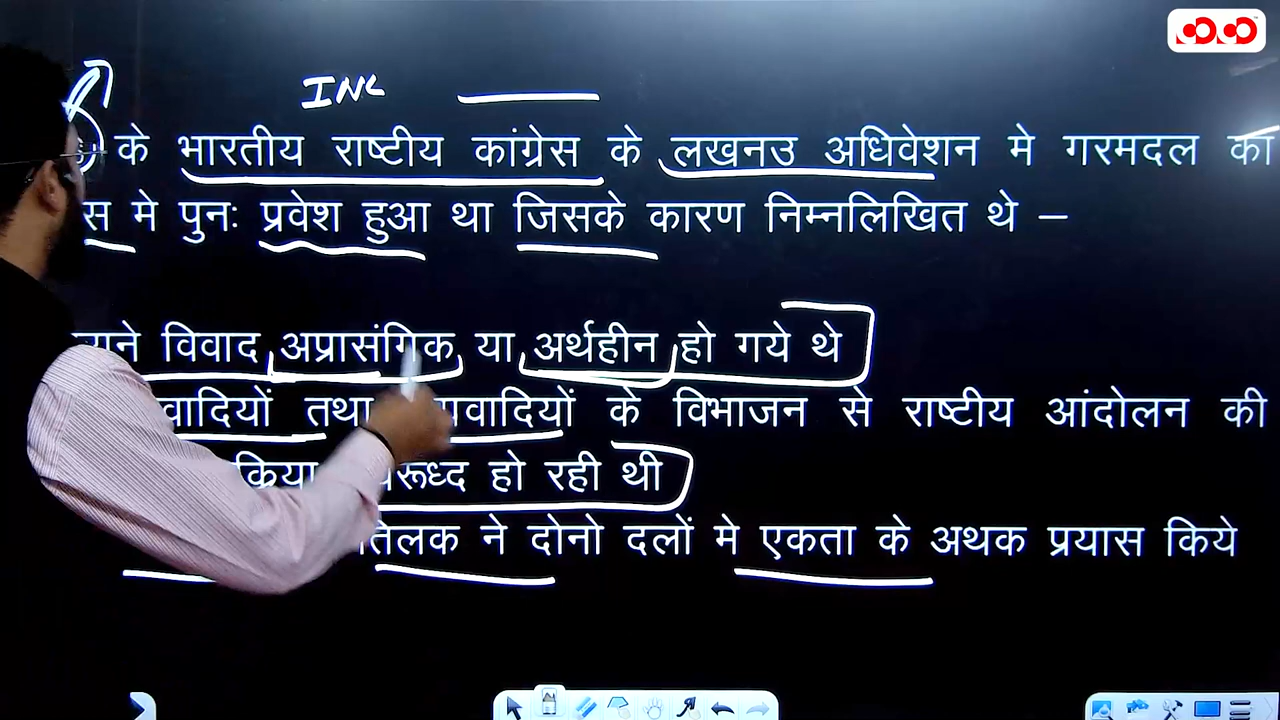 INC
के भारतीय राष्टीय कांग्रेस के लखनउ अधिवेशन मे गरमदल का
स मे पुनः प्रवेश हुआ था जिसके कारण निम्नलिखित थे –
विवाद अप्रासंगिक या अर्थहीन हो गये थे
वादियों तथा वादियों के विभाजन से राष्टीय आंदोलन की
क्रिया रूध्द हो रही थी
तिलक ने दोनो दलों मे एकता के अथक प्रयास किये